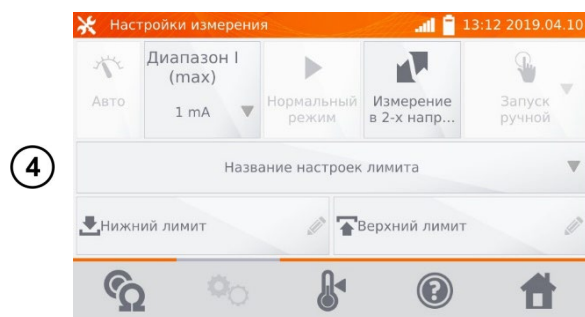 Настройки измерения 13:12 2019.04.10
Диапазон I
(max)
Авто
1 mA
Нормальный
режим
Измерение
в 2-х напр...
Запуск
ручной
4
Название настроек лимита
Нижний лимит
Верхний лимит